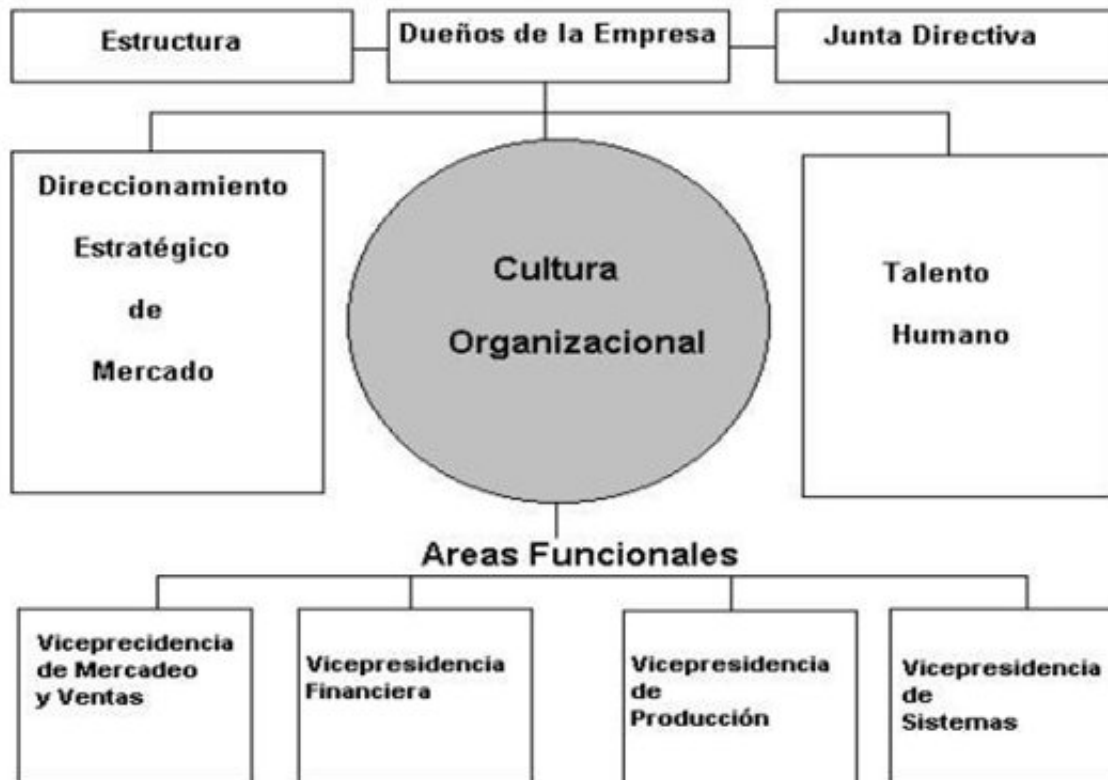 Estructura
Dueños de la Empresa
Junta Directiva
Direccionamiento
Estratégico
de
Mercado
Cultura
Organizacional
Talento
Humano
Areas Funcionales
Viceprecidencia
de Mercadeo
y Ventas
Vicepresidencia
Financiera
Vicepresidencia
de
Producción
Vicepresidencia
de
Sistemas